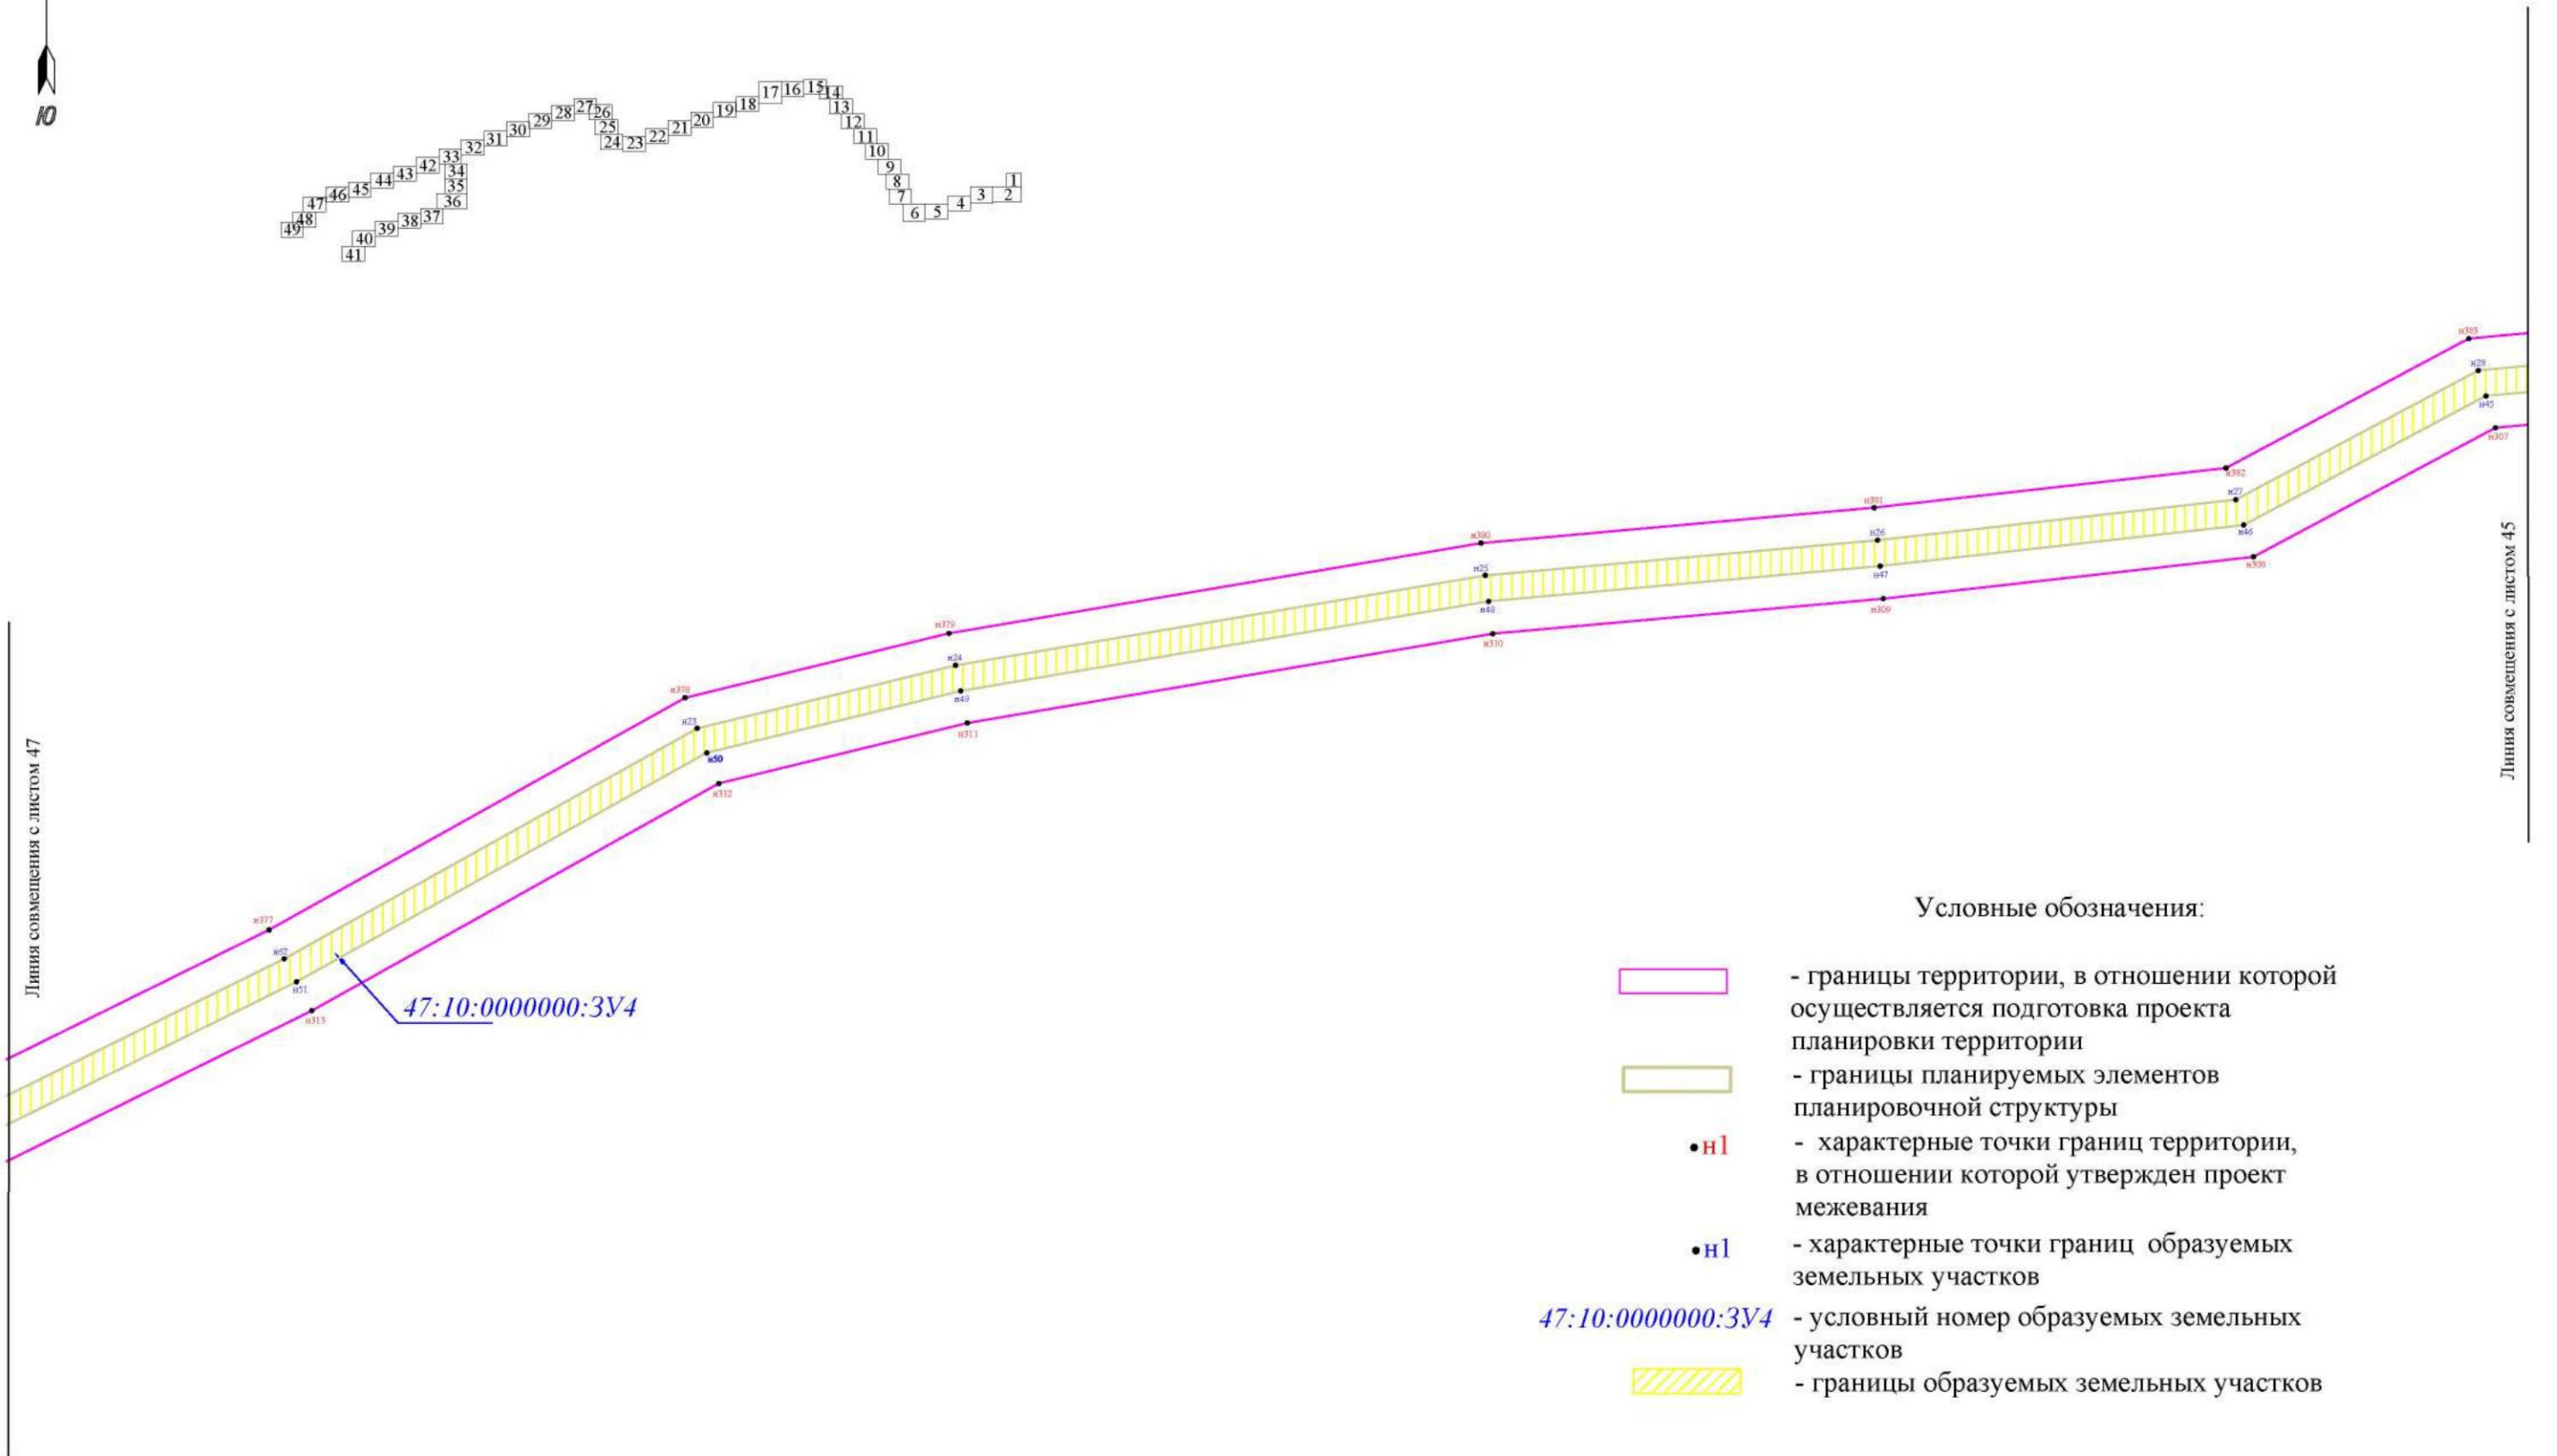 Ю
17 16 15 14
27 26
28
13
19 18
29
20
12
25
30
21
22
11
31
24 23
32
10
33
42
9
34
43
8
1
44
35
45
46
7
3
2
36
47
4
37
6
5
48
38
49
39
40
41
н383
н28
н45
н307
н382
н27
н46
н308
н381
н26
н47
н309
н380
н25
н48
н310
н379
н24
н49
н311
н378
н23
н50
н312
н377
н62
н51
н313
Линия совмещения с листом 45
Линия совмещения с листом 47
47:10:0000000:ЗУ4
Условные обозначения:
- границы территории, в отношении которой
осуществляется подготовка проекта
планировки территории
- границы планируемых элементов
планировочной структуры
н1 - характерные точки границ территории,
в отношении которой утвержден проект
межевания
н1 - характерные точки границ образуемых
земельных участков
47:10:0000000:ЗУ4 - условный номер образуемых земельных
участков
- границы образуемых земельных участков